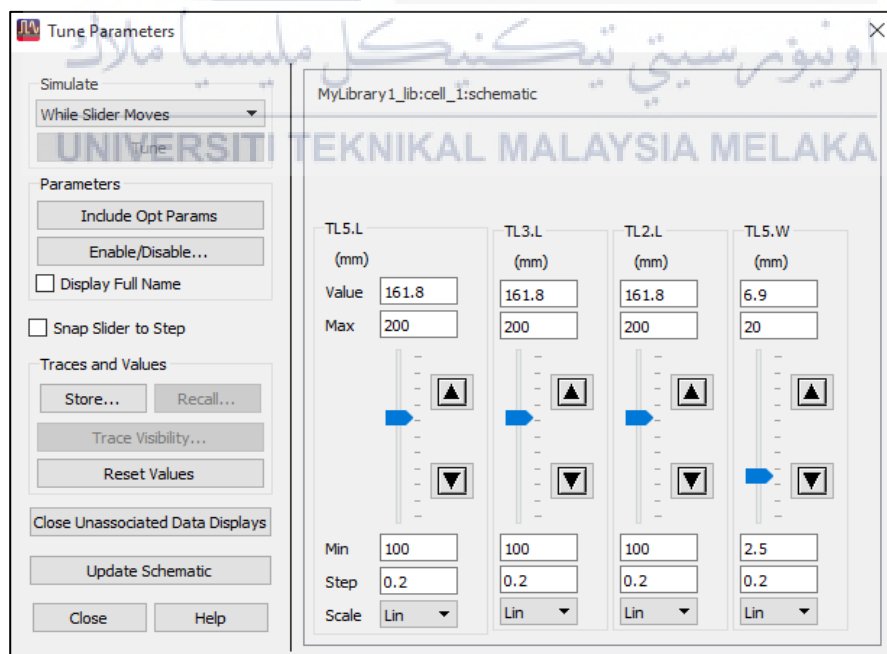 Tune Parameters
اونيۏرسيتي تيكنيكل مليسيا ملاك
UNIVERSITI TEKNIKAL MALAYSIA MELAKA
Simulate
While Slider Moves
Tune
Parameters
Include Opt Params
Enable/Disable...
Display Full Name
Snap Slider to Step
Traces and Values
Store... Recall...
Trace Visibility...
Reset Values
Close Unassociated Data Displays
Update Schematic
Close Help
MyLibrary1_lib:cell_1:schematic
TL5.L TL3.L TL2.L TL5.W
(mm) (mm) (mm) (mm)
Value 161.8 161.8 161.8 6.9
Max 200 200 200 20
Min 100 100 100 2.5
Step 0.2 0.2 0.2 0.2
Scale Lin Lin Lin Lin